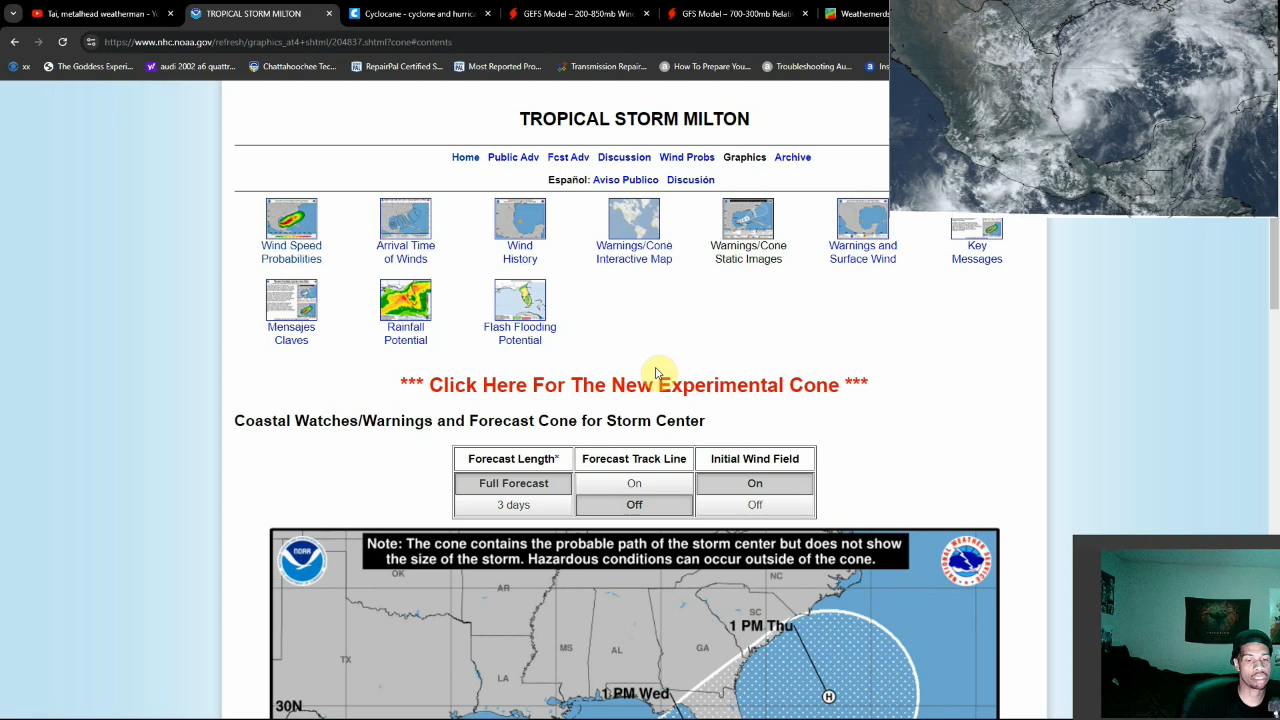 Tai, metalhead weatherman - Y
TROPICAL STORM MILTON
Cyclocane - cyclone and hurric
GEFS Model – 200-850mb Win
GFS Model – 700-300mb Relati
Weathernerds
https://www.nhc.noaa.gov/refresh/graphics_at4+shtml/204837.shtml?cone#contents
xx
The Goddess Experi...
audi 2002 a6 quattr...
Chattahoochee Tec...
RepairPal Certified S...
Most Reported Pro...
Transmission Repair...
How To Prepare You...
Troubleshooting Au...
TROPICAL STORM MILTON
Home Public Adv Fcst Adv Discussion Wind Probs Graphics Archive
Español: Aviso Publico Discusión
Wind Speed
Probabilities
Arrival Time
of Winds
Wind
History
Warnings/Cone
Interactive Map
Warnings/Cone
Static Images
Warnings and
Surface Wind
Key
Messages
Mensajes
Claves
Rainfall
Potential
Flash Flooding
Potential
*** Click Here For The New Experimental Cone ***
Coastal Watches/Warnings and Forecast Cone for Storm Center
Forecast Length* Forecast Track Line Initial Wind Field
Full Forecast On On
3 days Off Off
Note: The cone contains the probable path of the storm center but does not show
the size of the storm. Hazardous conditions can occur outside of the cone.
NOAA
OK
AR
NC
SC
1 PM Thu
TX
MS
AL
GA
LA
1 PM Wed
H
30N